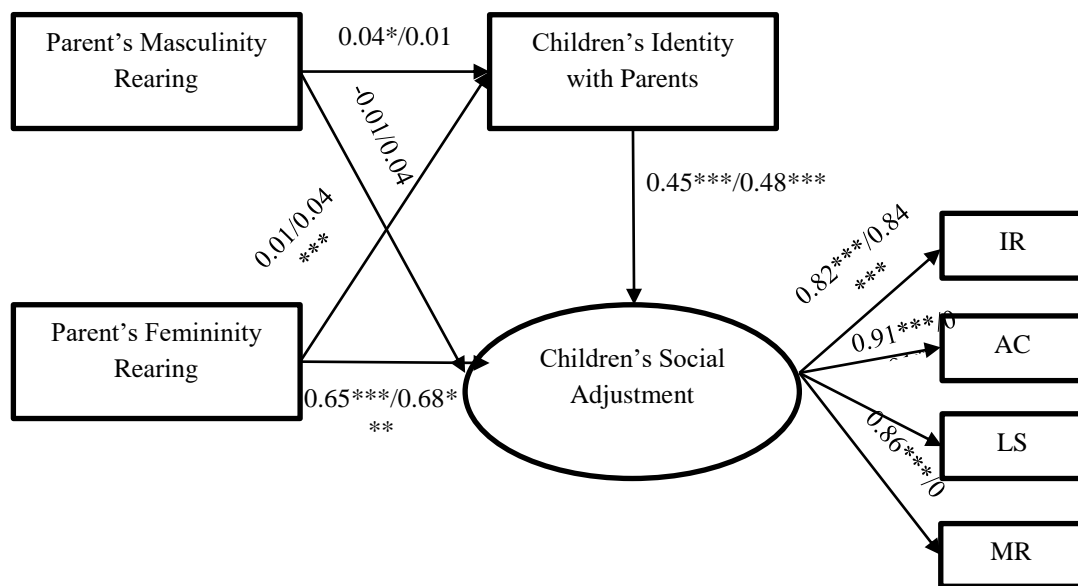 Parent's Masculinity
Rearing
0.04*/0.01
Children's Identity
with Parents
-0.01/0.04
0.01/0.04
***
0.45***/0.48***
Parent's Femininity
Rearing
0.65***/0.68*
**
Children's Social
Adjustment
0.82***/0.84
***
0.91***/0
0.86***/0
IR
AC
LS
MR